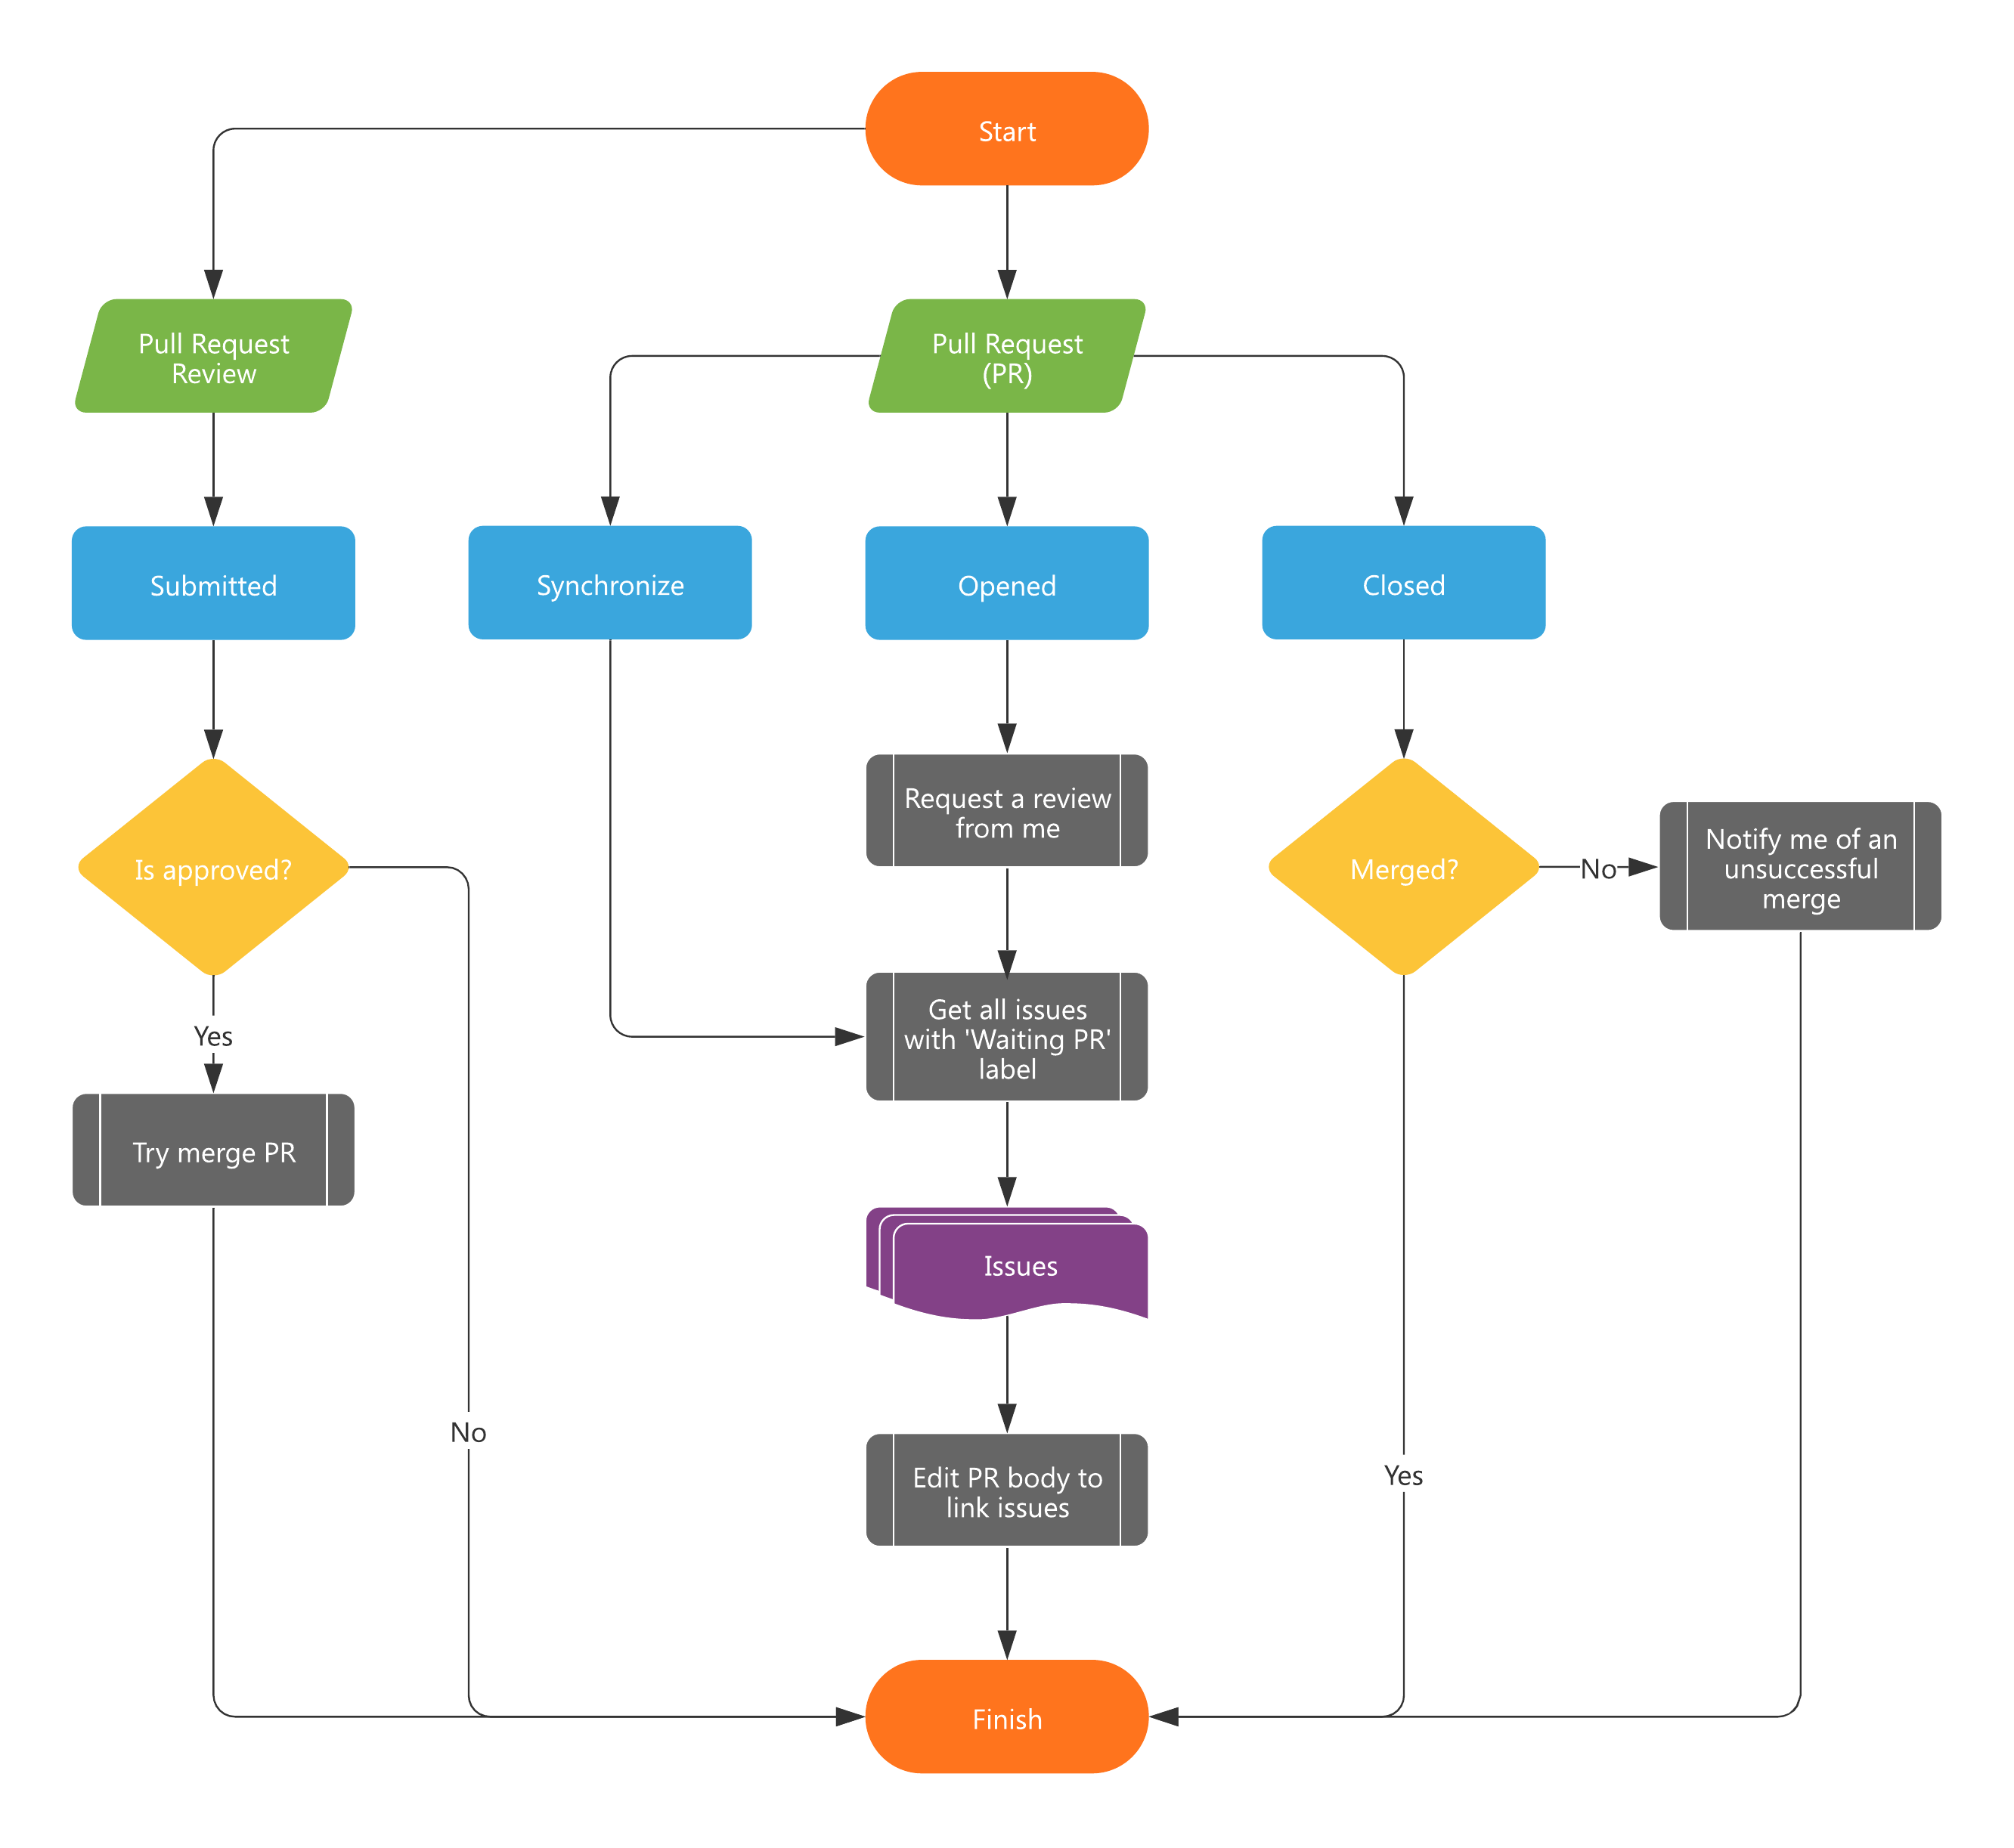 Start
Pull Request
Review
Pull Request
(PR)
Submitted
Synchronize
Opened
Closed
Request a review
from me
Is approved?
Merged?
No
Notify me of an
unsuccessful
merge
Get all issues
with 'Waiting PR'
label
Yes
Try merge PR
Issues
No
Edit PR body to
link issues
Yes
Finish